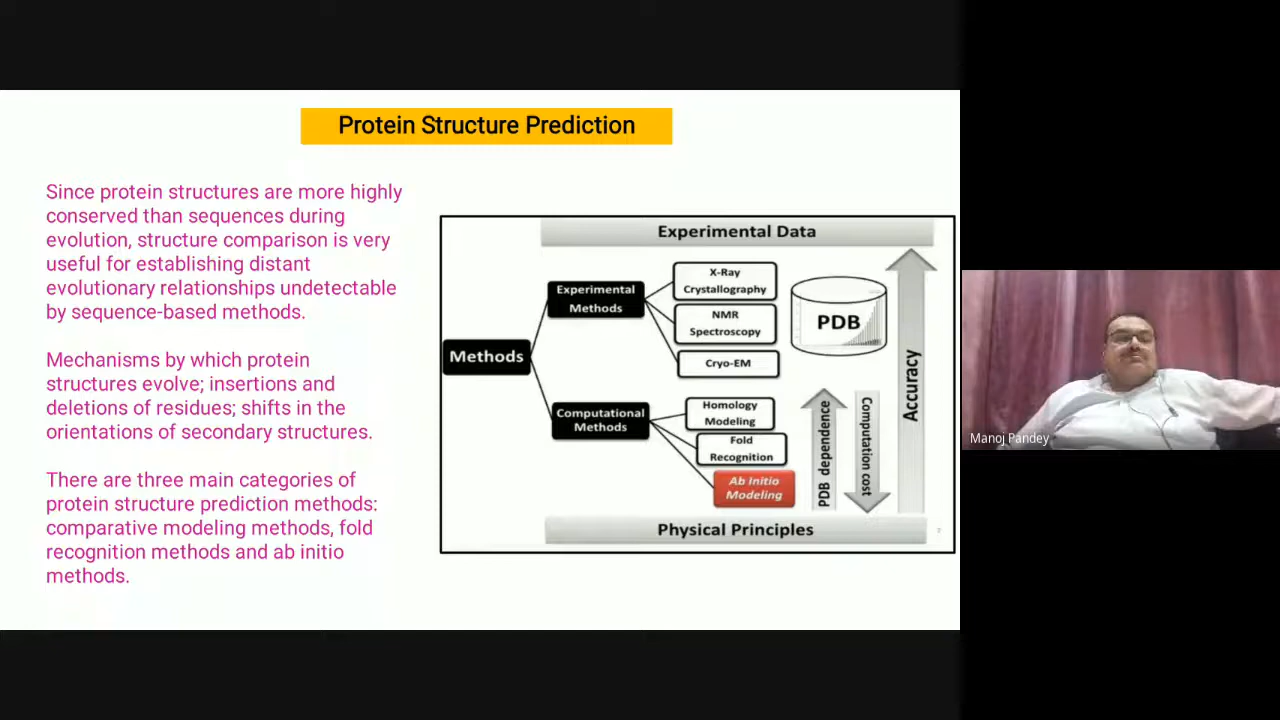 Protein Structure Prediction
Since protein structures are more highly
conserved than sequences during
evolution, structure comparison is very
useful for establishing distant
evolutionary relationships undetectable
by sequence-based methods.
Mechanisms by which protein
structures evolve; insertions and
deletions of residues; shifts in the
orientations of secondary structures.
There are three main categories of
protein structure prediction methods:
comparative modeling methods, fold
recognition methods and ab initio
methods.
Experimental Data
Methods
Experimental
Methods
X-Ray
Crystallography
NMR
Spectroscopy
Cryo-EM
PDB
Computational
Methods
Homology
Modeling
Fold
Recognition
Ab Initio
Modeling
PDB dependence
Computation cost
Accuracy
Physical Principles
Manoj Pandey